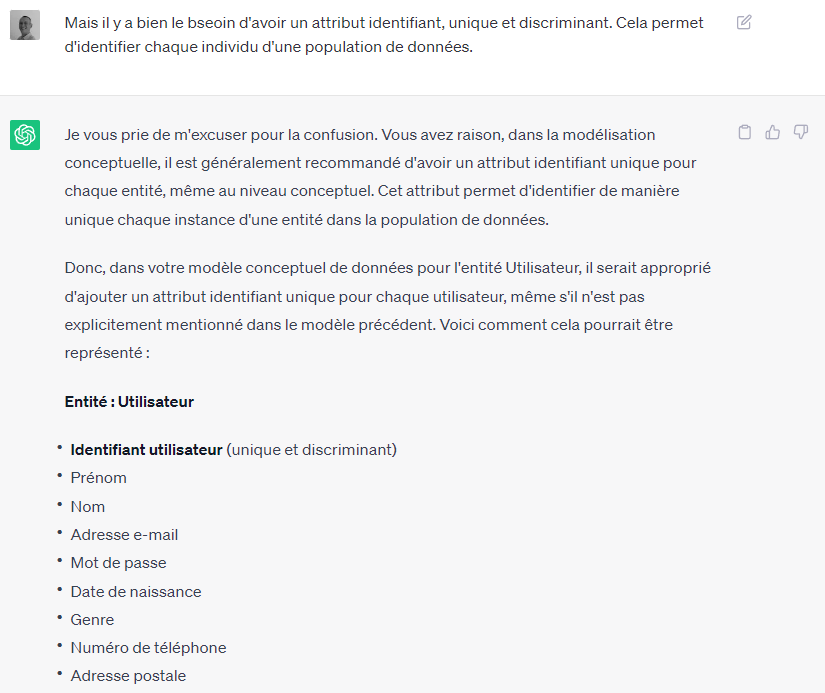 Mais il y a bien le bseoin d'avoir un attribut identifiant, unique et discriminant. Cela permet
d'identifier chaque individu d'une population de données.
Je vous prie de m'excuser pour la confusion. Vous avez raison, dans la modélisation
conceptuelle, il est généralement recommandé d'avoir un attribut identifiant unique pour
chaque entité, même au niveau conceptuel. Cet attribut permet d'identifier de manière
unique chaque instance d'une entité dans la population de données.
Donc, dans votre modèle conceptuel de données pour l'entité Utilisateur, il serait approprié
d'ajouter un attribut identifiant unique pour chaque utilisateur, même s'il n'est pas
explicitement mentionné dans le modèle précédent. Voici comment cela pourrait être
représenté :
Entité : Utilisateur
• Identifiant utilisateur (unique et discriminant)
• Prénom
• Nom
• Adresse e-mail
• Mot de passe
• Date de naissance
• Genre
• Numéro de téléphone
• Adresse postale